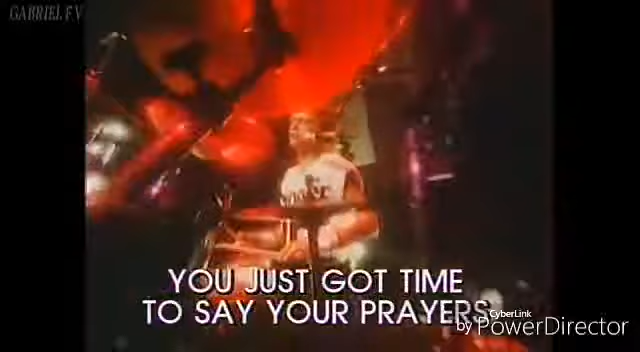 GABRIEL F.V
YOU JUST GOT TIME
TO SAY YOUR PRAYERS
CyberLink
by PowerDirector